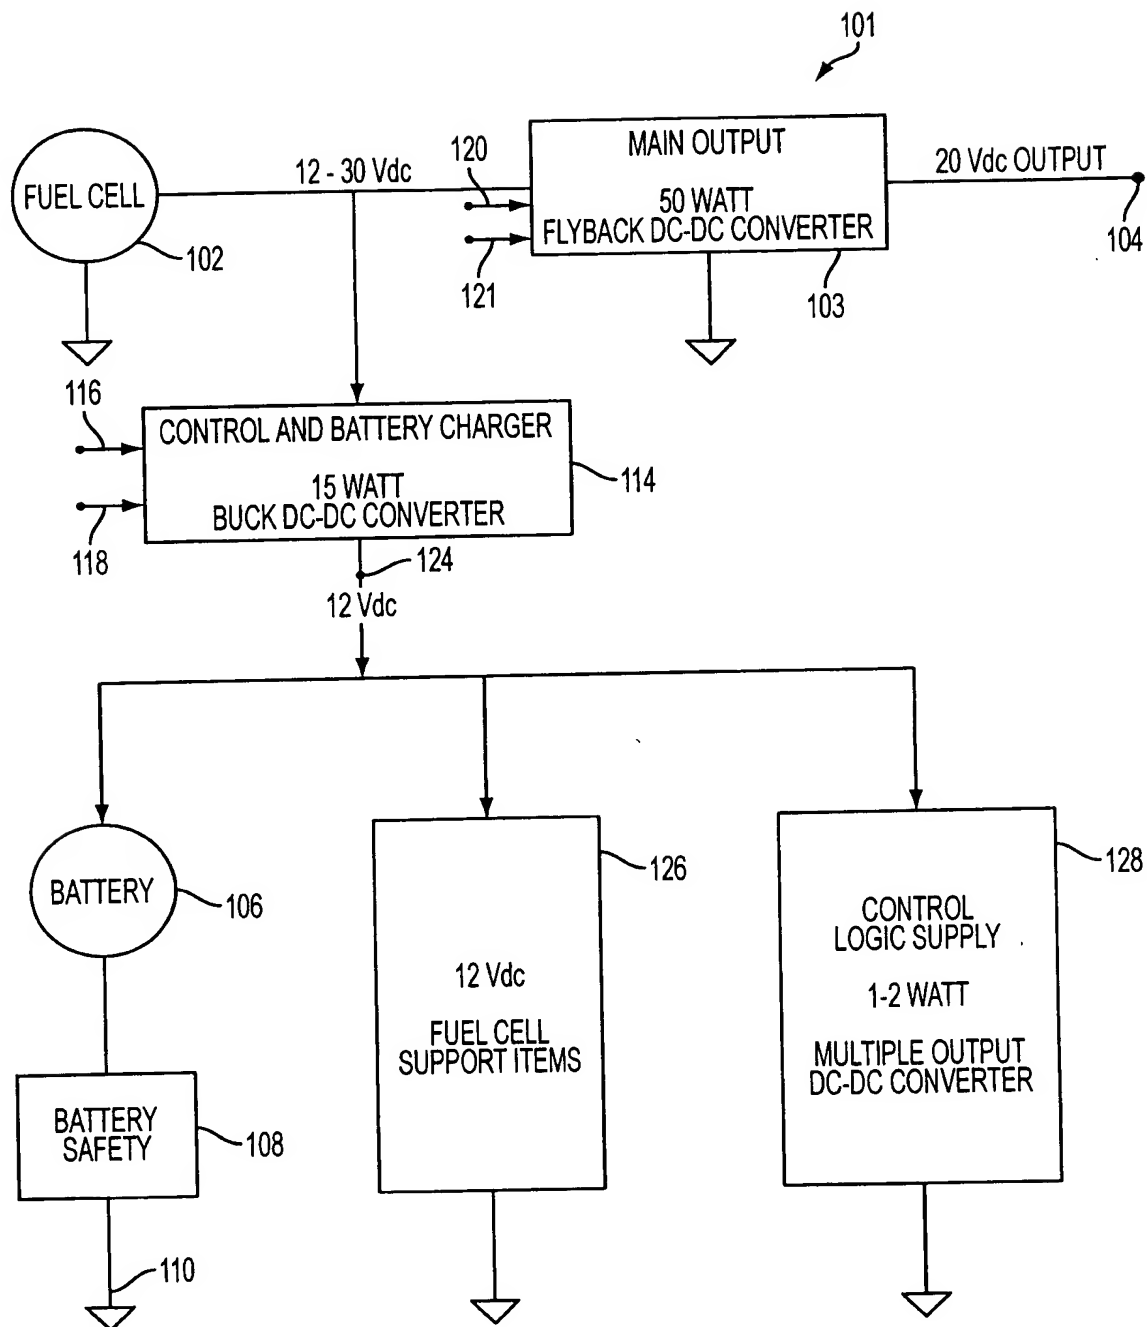 101
FUEL CELL
102
12 - 30 Vdc
120
121
MAIN OUTPUT
50 WATT
FLYBACK DC-DC CONVERTER
103
20 Vdc OUTPUT
104
116
118
CONTROL AND BATTERY CHARGER
15 WATT
BUCK DC-DC CONVERTER
114
124
12 Vdc
BATTERY
106
BATTERY
SAFETY
108
110
12 Vdc
FUEL CELL
SUPPORT ITEMS
126
CONTROL
LOGIC SUPPLY
1-2 WATT
MULTIPLE OUTPUT
DC-DC CONVERTER
128